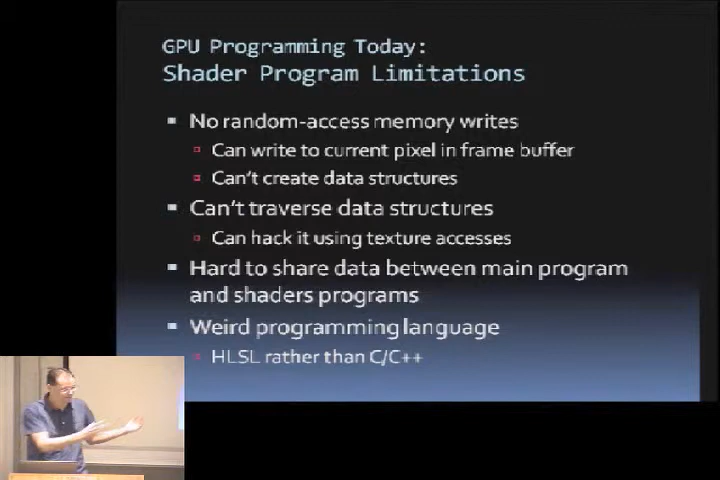 GPU Programming Today:
Shader Program Limitations
No random-access memory writes
Can write to current pixel in frame buffer
Can't create data structures
Can't traverse data structures
Can hack it using texture accesses
Hard to share data between main program
and shaders programs
Weird programming language
HLSL rather than C/C++